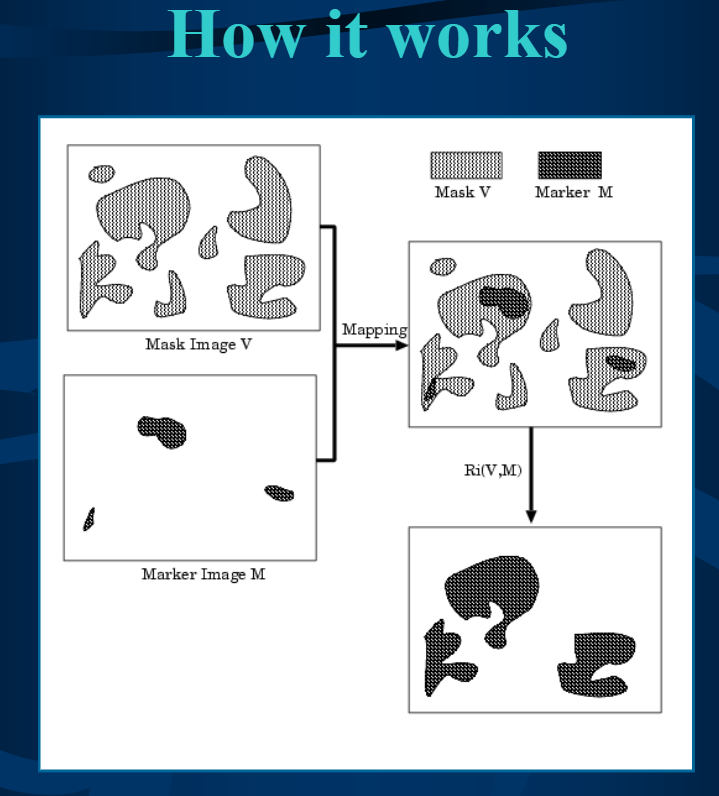 How it works
Mask V
Marker M
Mask Image V
Mapping
Ri(V,M)
Marker Image M